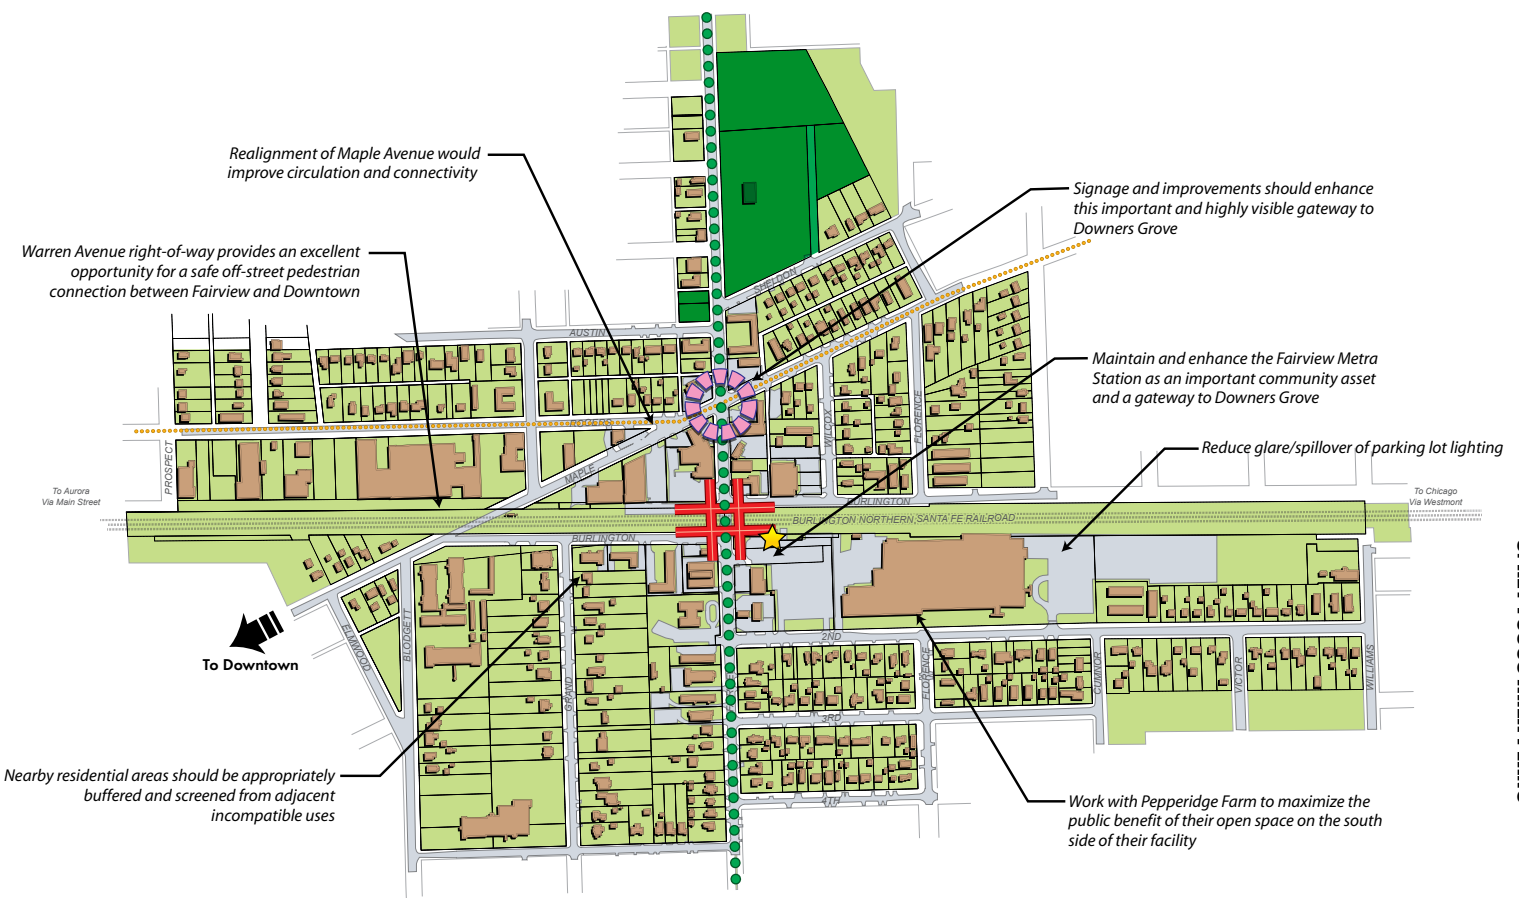 Realignment of Maple Avenue would
improve circulation and connectivity
Signage and improvements should enhance
this important and highly visible gateway to
Downers Grove
Warren Avenue right-of-way provides an excellent
opportunity for a safe off-street pedestrian
connection between Fairview and Downtown
SHELDON
AUSTIN
Maintain and enhance the Fairview Metra
Station as an important community asset
and a gateway to Downers Grove
ROGERS
WILCOX
FLORENCE
PROSPECT
MAPLE
Reduce glare/spillover of parking lot lighting
To Aurora
Via Main Street
To Chicago
Via Westmont
BURLINGTON
BURLINGTON NORTHERN SANTA FE RAILROAD
BURLINGTON
To Downtown
ELMWOOD
BLODGETT
GRAND
2ND
FLORENCE
CUMNOR
VICTOR
WILLIAMS
3RD
4TH
Nearby residential areas should be appropriately
buffered and screened from adjacent
incompatible uses
Work with Pepperidge Farm to maximize the
public benefit of their open space on the south
side of their facility